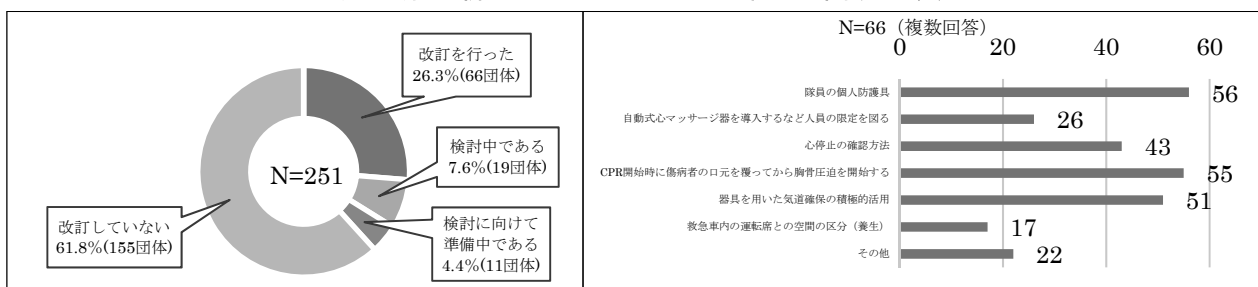 改訂を行った
26.3%(66団体)
検討中である
7.6%(19団体)
N=251
検討に向けて
準備中である
4.4%(11団体)
改訂していない
61.8%(155団体)
N=66（複数回答）
0 20 40 60
隊員の個人防護具 56
自動式心マッサージ器を導入するなど人員の限定を図る 26
心停止の確認方法 43
CPR開始時に傷病者の口元を覆ってから胸骨圧迫を開始する 55
器具を用いた気道確保の積極的活用 51
救急車内の運転席との空間の区分（養生） 17
その他 22